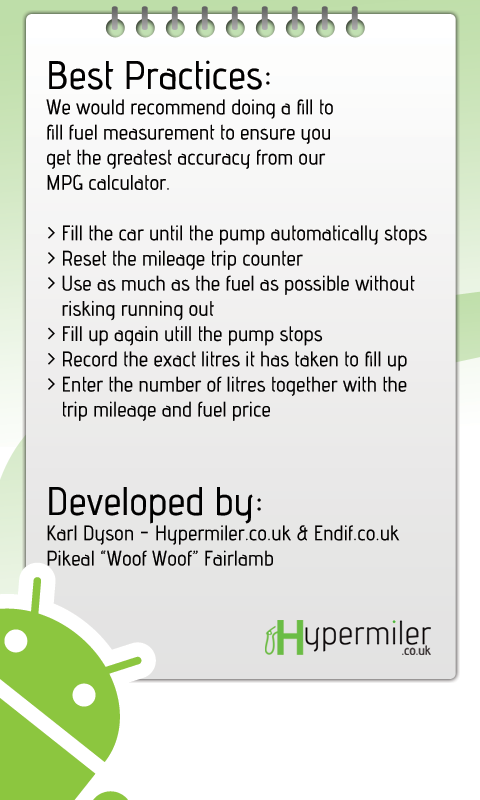 Best Practices:
We would recommend doing a fill to
fill fuel measurement to ensure you
get the greatest accuracy from our
MPG calculator.
> Fill the car until the pump automatically stops
> Reset the mileage trip counter
> Use as much as the fuel as possible without
risking running out
> Fill up again utill the pump stops
> Record the exact litres it has taken to fill up
> Enter the number of litres together with the
trip mileage and fuel price
Developed by:
Karl Dyson - Hypermiler.co.uk & Endif.co.uk
Pikeal “Woof Woof” Fairlamb
Hypermiler
.co.uk